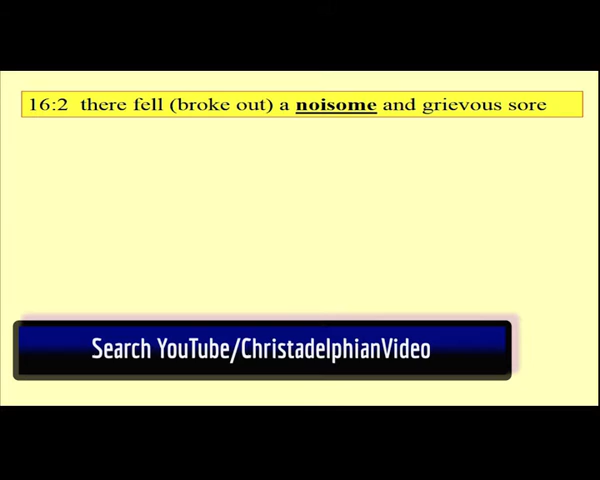 16:2 there fell (broke out) a noisome and grievous sore
Search YouTube/ChristadelphianVideo